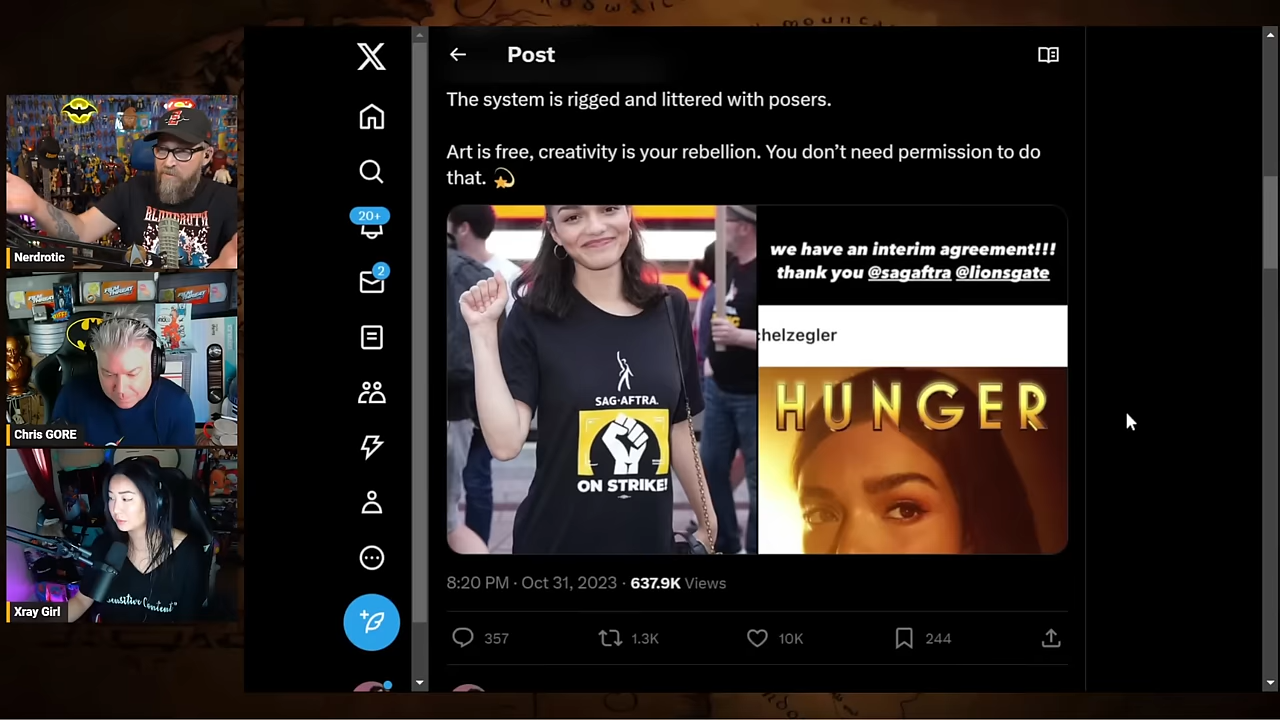 Post
The system is rigged and littered with posers.
Art is free, creativity is your rebellion. You don’t need permission to do
that.
we have an interim agreement!!!
thank you @sagaftra @lionsgate
chelzegler
HUNGER
SAG·AFTRA.
ON STRIKE!
8:20 PM · Oct 31, 2023 · 637.9K Views
357
1.3K
10K
244
20+
2
Nerdrotic
Chris GORE
Xray Girl
Sensitive Content